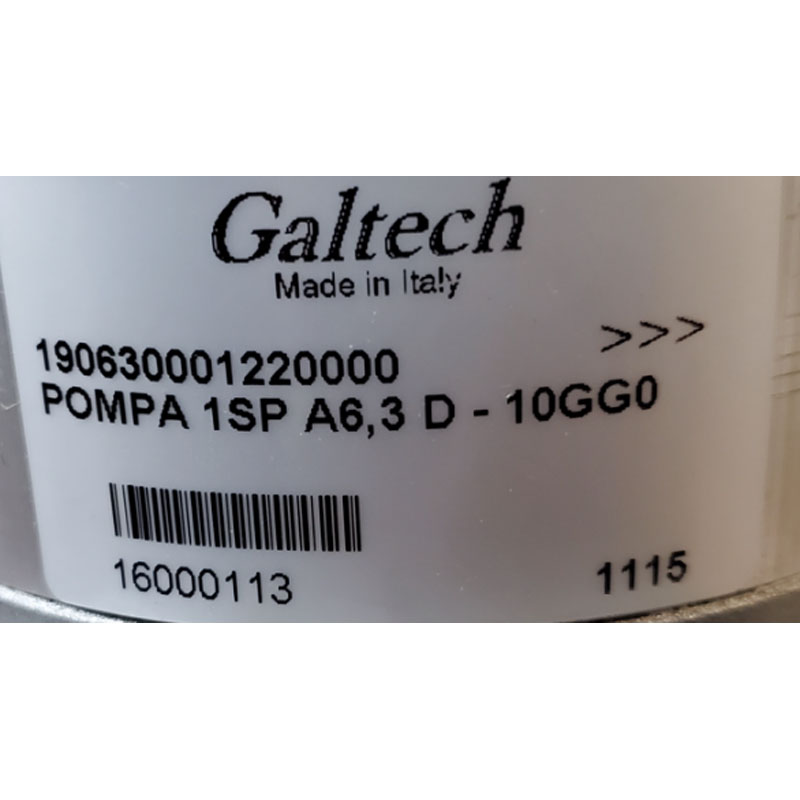 Galtech
Made in Italy
>>>
190630001220000
POMPA 1SP A6,3 D - 10GG0
16000113
1115